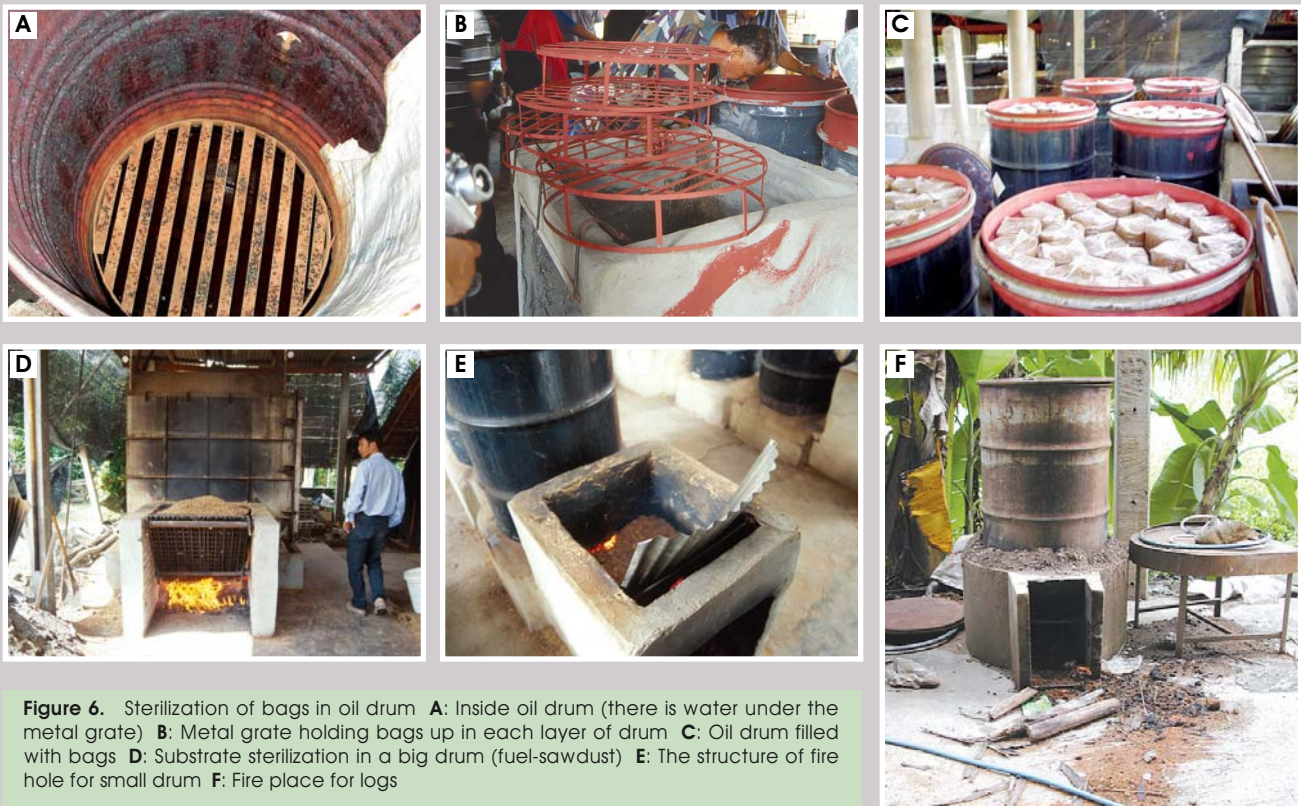 A
B
C
D
E
F
Figure 6. Sterilization of bags in oil drum A: Inside oil drum (there is water under the
metal grate) B: Metal grate holding bags up in each layer of drum C: Oil drum filled
with bags D: Substrate sterilization in a big drum (fuel-sawdust) E: The structure of fire
hole for small drum F: Fire place for logs